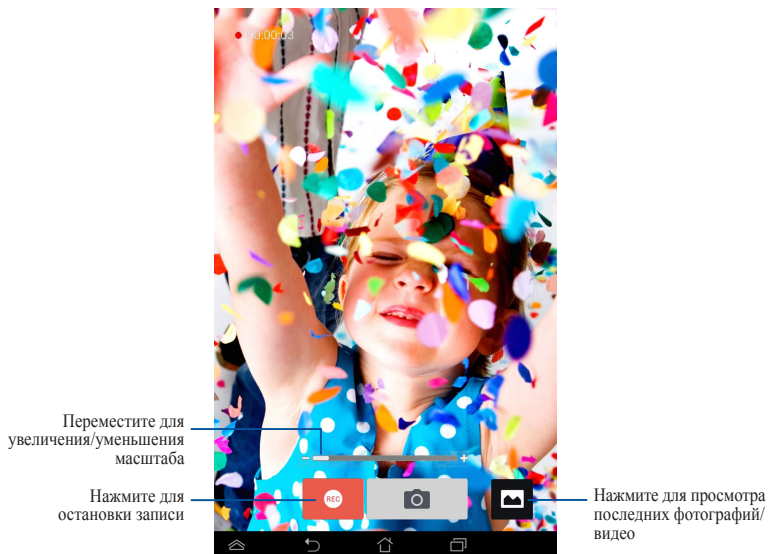 00:00:03
Переместите для
увеличения/уменьшения
масштаба
REC
Нажмите для
остановки записи
Нажмите для просмотра
последних фотографий/
видео